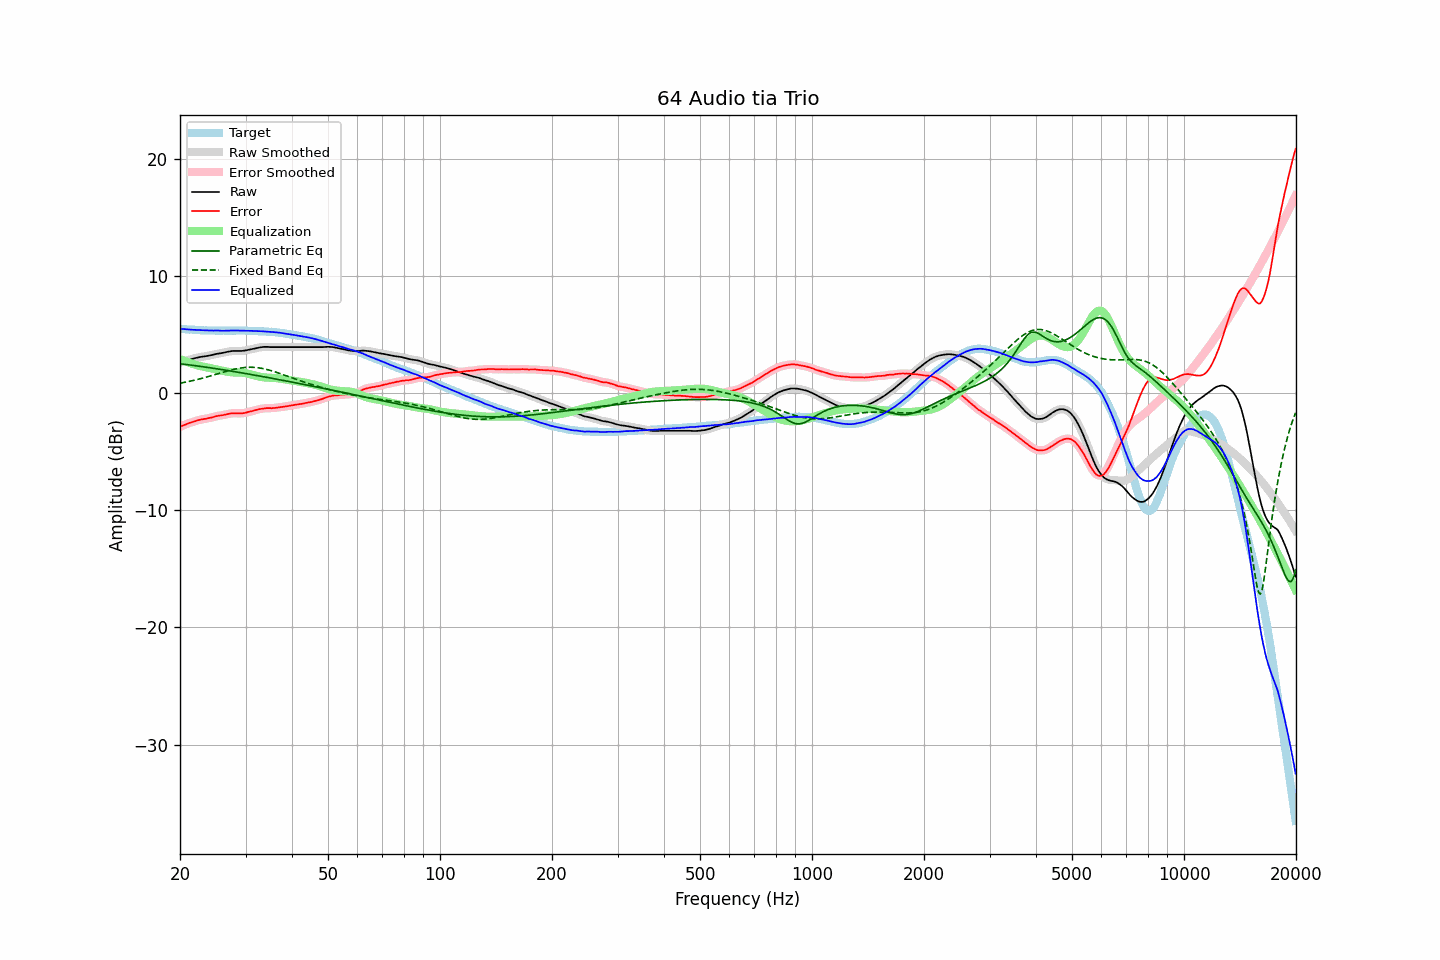 64 Audio tia Trio
Target
Raw Smoothed
Error Smoothed
Raw
Error
Equalization
Parametric Eq
Fixed Band Eq
Equalized
20
10
0
−10
−20
−30
Amplitude (dBr)
20
50
100
200
500
1000
2000
5000
10000
20000
Frequency (Hz)